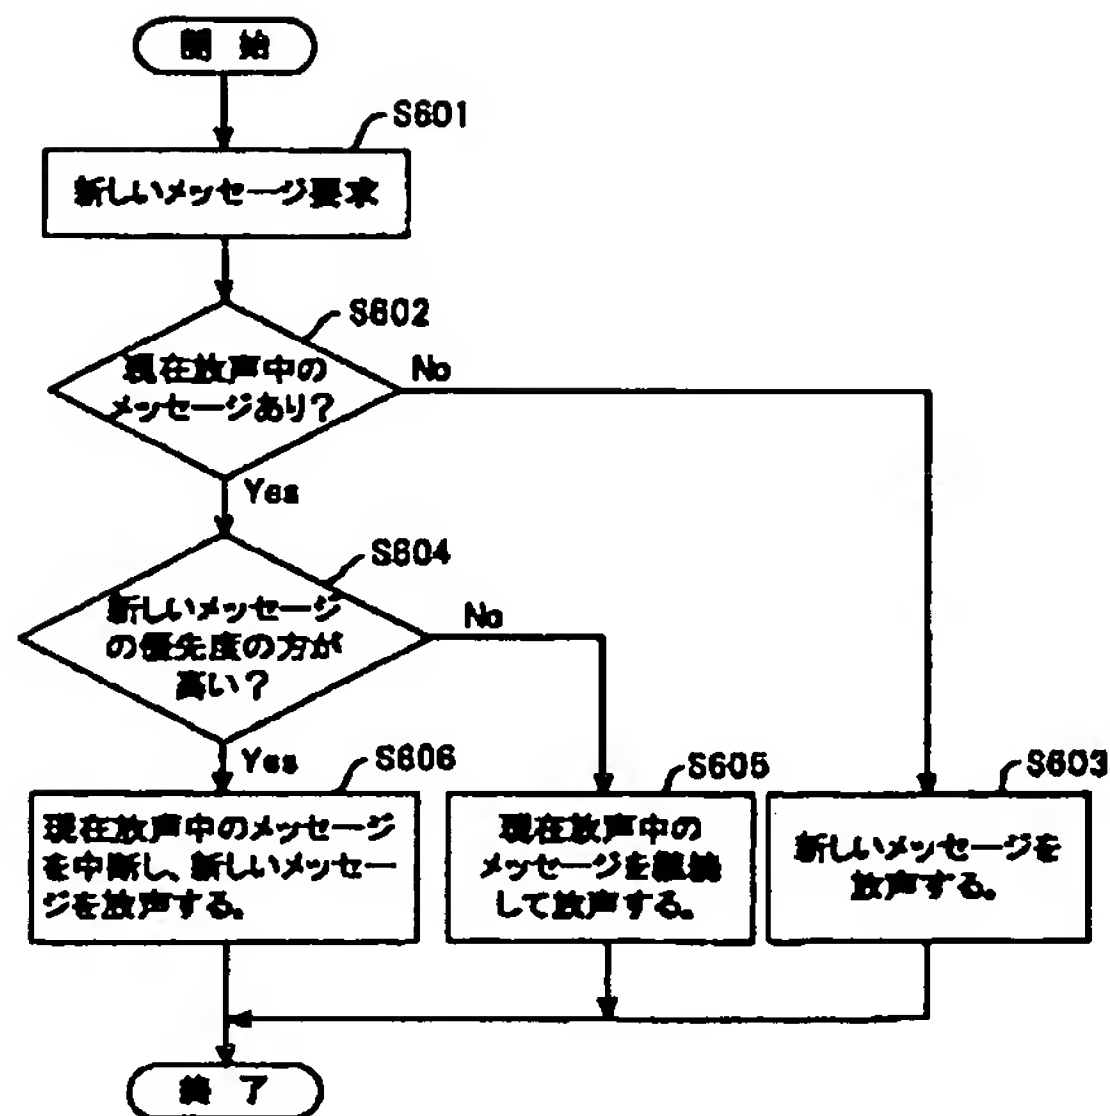 開 始
S601
新しいメッセージ要求
S602
現在放声中の
メッセージあり?
No
Yes
S604
新しいメッセージ
の優先度の方が
高い?
No
Yes
S606
現在放声中のメッセージ
を中断し、新しいメッセー
ジを放声する。
S605
現在放声中の
メッセージを継続
して放声する。
S603
新しいメッセージを
放声する。
終 了